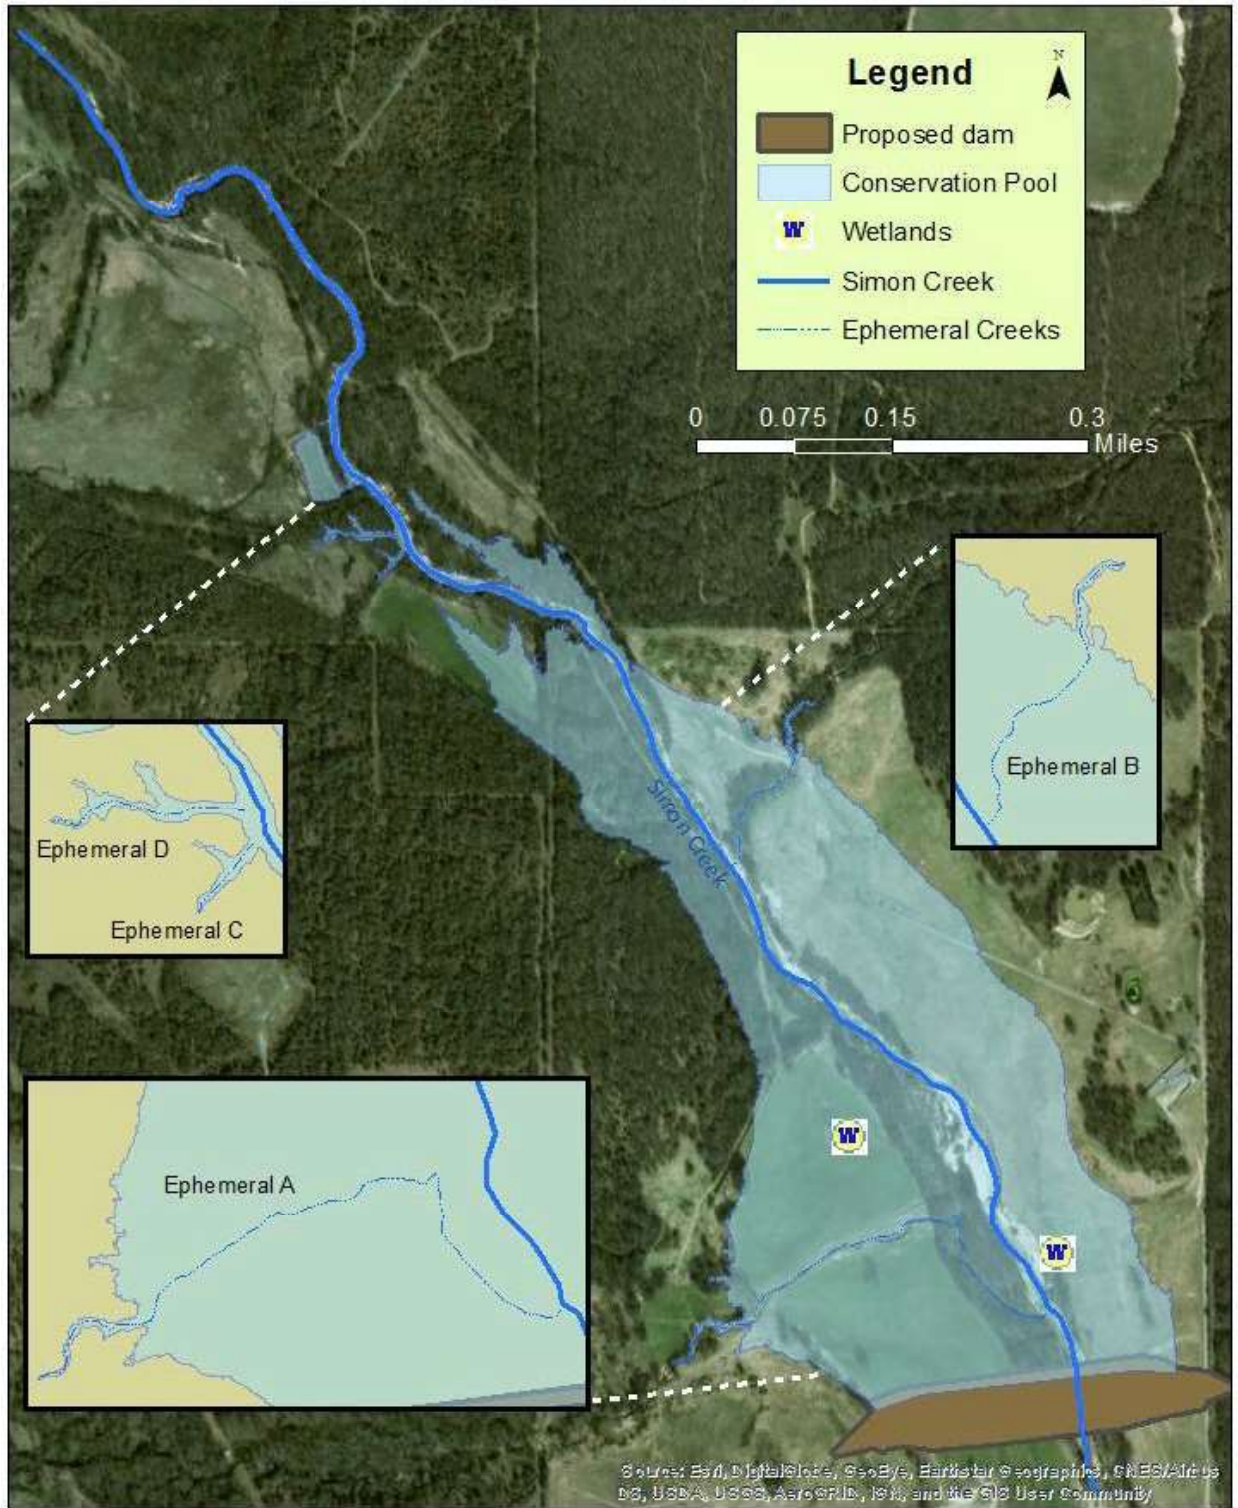 Legend
N
Proposed dam
Conservation Pool
W
Wetlands
Simon Creek
Ephemeral Creeks
0 0.075 0.15 0.3
Miles
Ephemeral B
Simon Creek
Ephemeral D
Ephemeral C
Ephemeral A
W
W
Source: Esri, DigitalGlobe, GeoEye, Earthstar Geographics, CNES/Airbus
DS, USDA, USGS, AeroGRID, IGN, and the GIS User Community